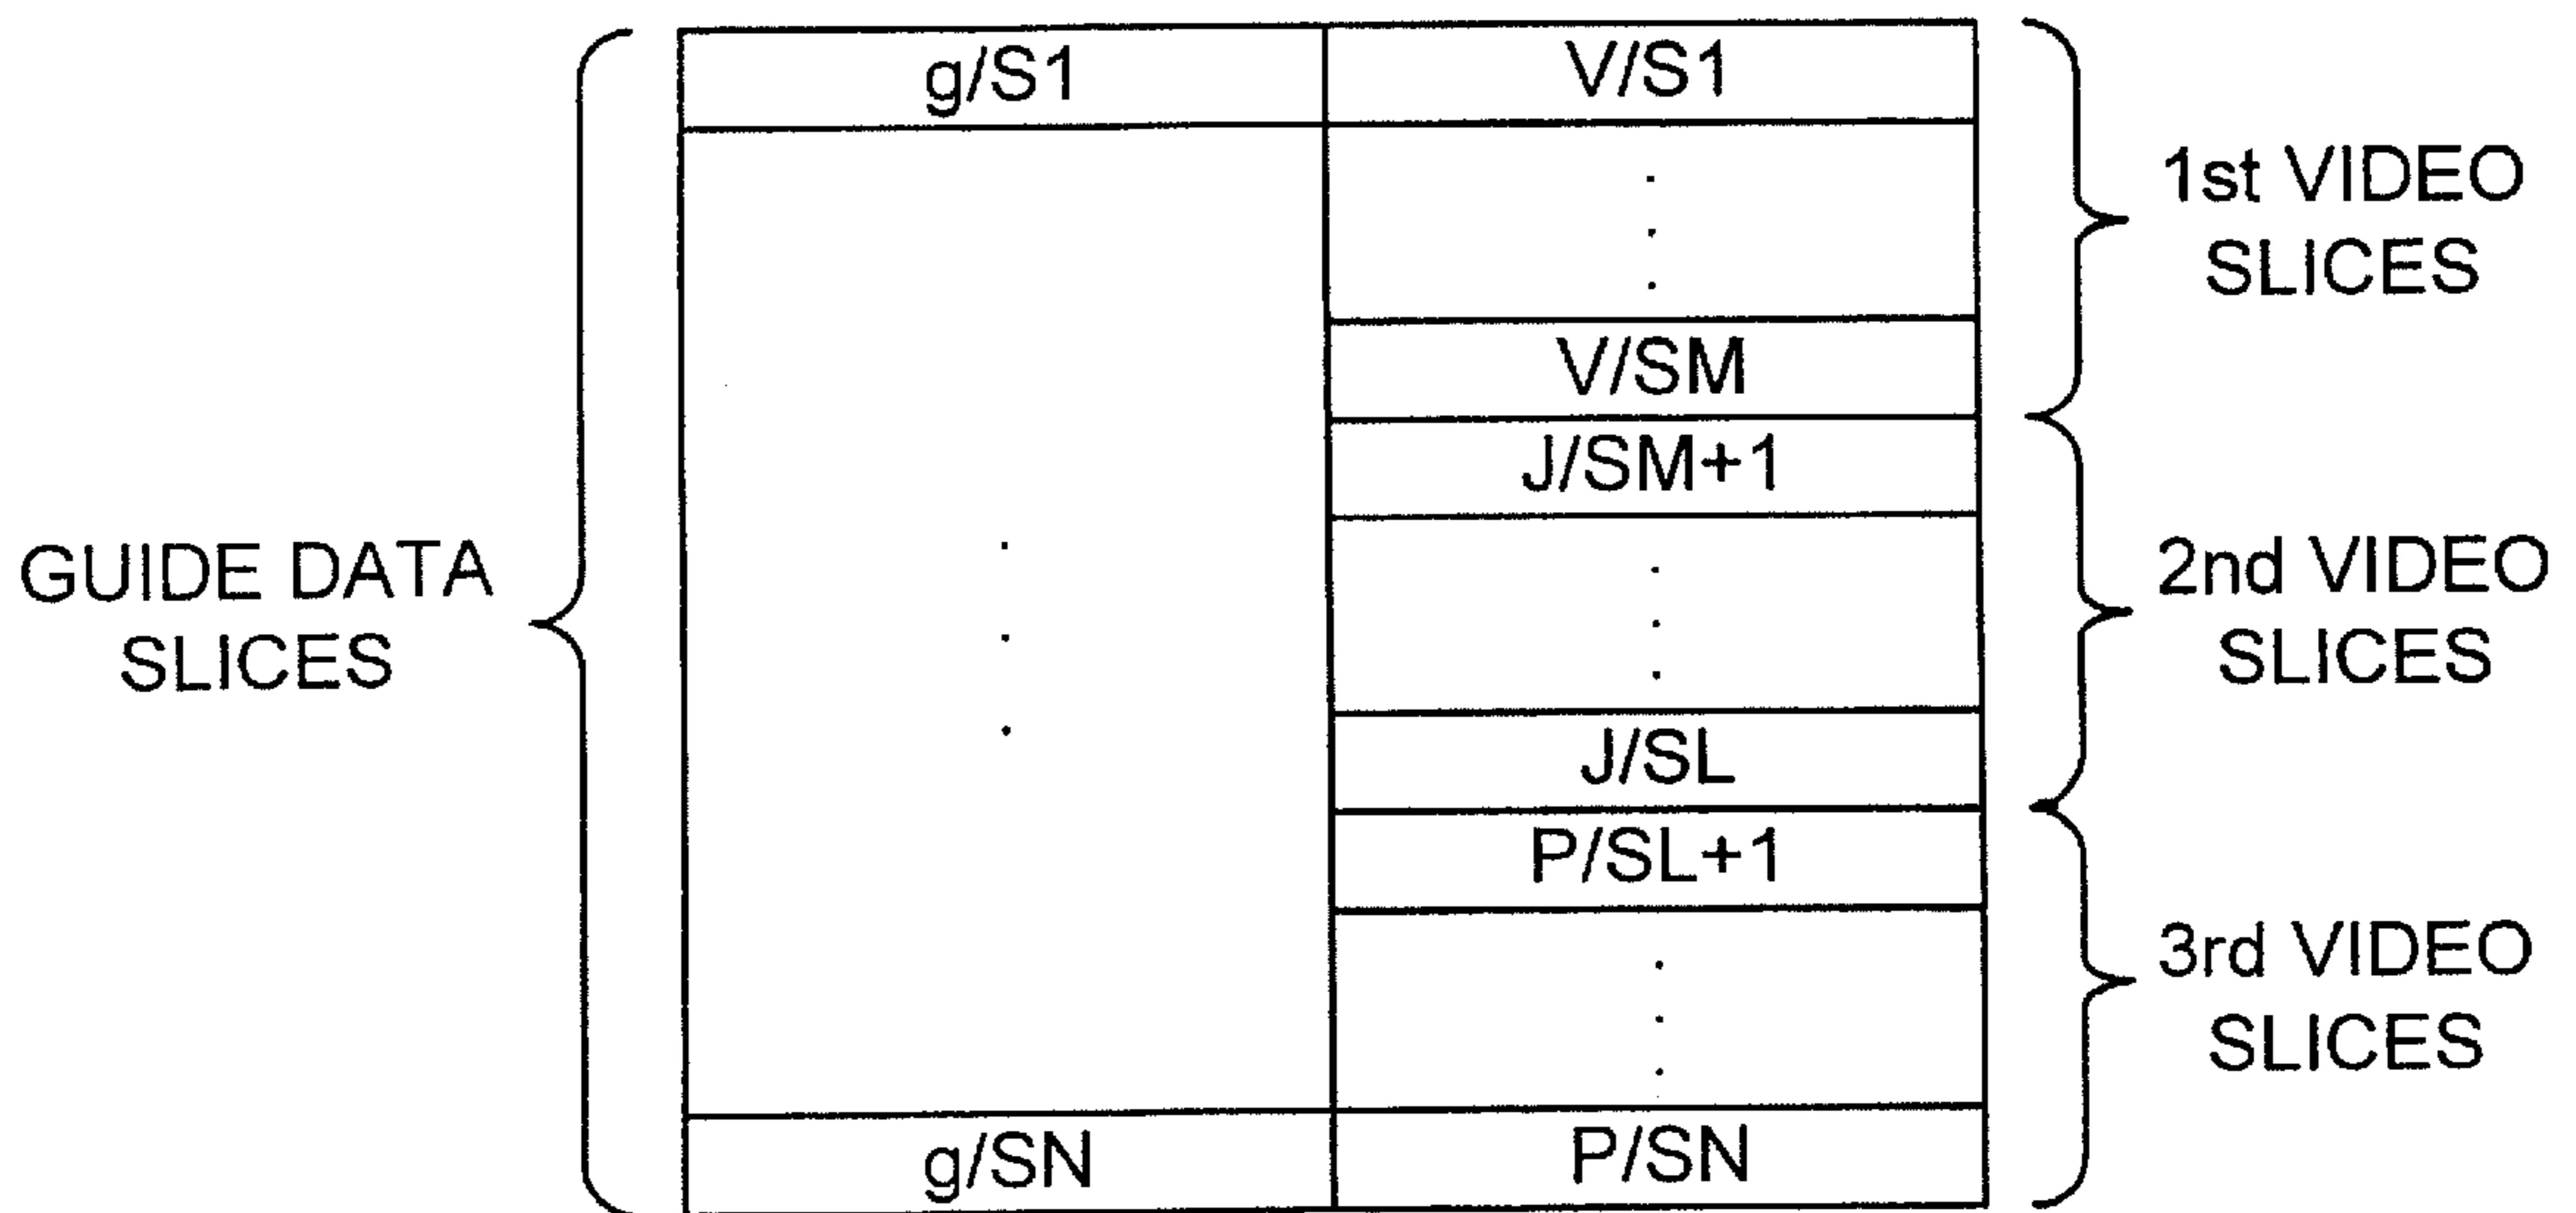 GUIDE DATA
SLICES
g/S1
g/SN
V/S1
V/SM
J/SM+1
J/SL
P/SL+1
P/SN
1st VIDEO
SLICES
2nd VIDEO
SLICES
3rd VIDEO
SLICES